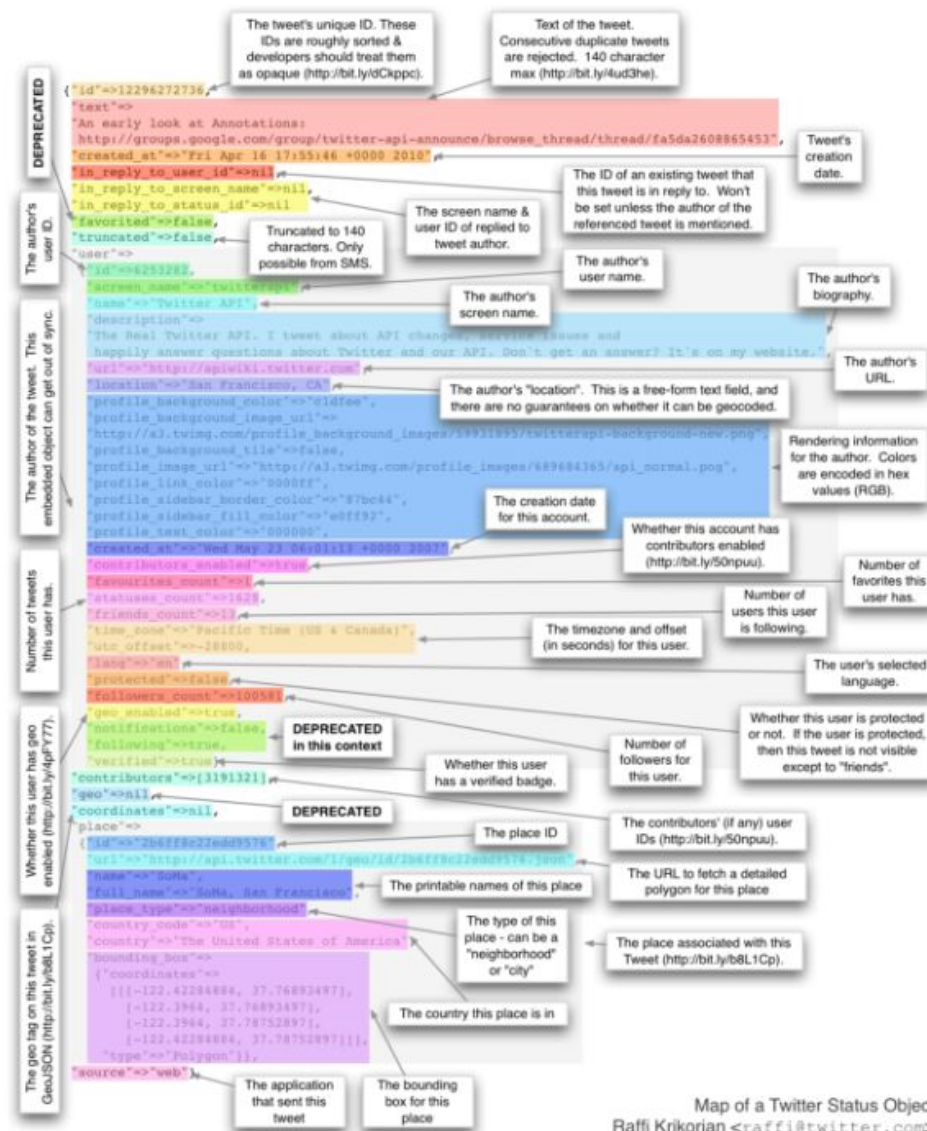 The tweet's unique ID. These
IDs are roughly sorted &
developers should treat them
as opaque (http://bit.ly/dCkppc).
Text of the tweet.
Consecutive duplicate tweets
are rejected. 140 character
max (http://bit.ly/4ud3he).
{"id"=>12296272736,
"text"=>
"An early look at Annotations:
http://groups.google.com/group/twitter-api-announce/browse_thread/thread/fa5da2608865453",
"created_at"=>"Fri Apr 16 17:55:46 +0000 2010",
"in_reply_to_user_id"=>nil,
"in_reply_to_screen_name"=>nil,
"in_reply_to_status_id"=>nil
"favorited"=>false,
"truncated"=>false,
DEPRECATED
Tweet's
creation
date.
The ID of an existing tweet that
this tweet is in reply to. Won't
be set unless the author of the
referenced tweet is mentioned.
The screen name &
user ID of replied to
tweet author.
Truncated to 140
characters. Only
possible from SMS.
The author's
user ID.
"user"=>
{"id"=>6253282,
"screen_name"=>"twitterapi",
"name"=>"Twitter API",
"description"=>
"The Real Twitter API. I tweet about API changes, service issues and
happily answer questions about Twitter and our API. Don't get an answer? It's on my website.",
"url"=>"http://apiwiki.twitter.com",
"location"=>"San Francisco, CA",
"profile_background_color"=>"c1dfee",
"profile_background_image_url"=>
"http://a3.twimg.com/profile_background_images/59931895/twitterapi-background-new.png",
"profile_background_tile"=>false,
"profile_image_url"=>"http://a3.twimg.com/profile_images/689684365/api_normal.png",
"profile_link_color"=>"0000ff",
"profile_sidebar_border_color"=>"87bc44",
"profile_sidebar_fill_color"=>"e0ff92",
"profile_text_color"=>"000000",
"created_at"=>"Wed May 23 06:01:13 +0000 2007",
"contributors_enabled"=>true,
"favourites_count"=>1,
"statuses_count"=>1628,
"friends_count"=>13,
"time_zone"=>"Pacific Time (US & Canada)",
"utc_offset"=>-28800,
"lang"=>"en",
"protected"=>false,
"followers_count"=>100581,
"geo_enabled"=>true,
"notifications"=>false,
"following"=>true,
"verified"=>true},
The author's
user name.
The author's
screen name.
The author's
biography.
The author's
URL.
The author's "location". This is a free-form text field, and
there are no guarantees on whether it can be geocoded.
The author of the tweet. This
embedded object can get out of sync.
Rendering information
for the author. Colors
are encoded in hex
values (RGB).
The creation date
for this account.
Whether this account has
contributors enabled
(http://bit.ly/50npuu).
Number of
favorites this
user has.
Number of tweets
this user has.
Number of
users this user
is following.
The timezone and offset
(in seconds) for this user.
The user's selected
language.
Whether this user is protected
or not. If the user is protected,
then this tweet is not visible
except to "friends".
Number of
followers for
this user.
DEPRECATED
in this context
Whether this user
has a verified badge.
Whether this user has geo
enabled (http://bit.ly/4pFY77).
"contributors"=>[3191321],
"geo"=>nil,
"coordinates"=>nil,
DEPRECATED
The contributors' (if any) user
IDs (http://bit.ly/50npuu).
The geo tag on this tweet in
GeoJSON (http://bit.ly/b8L1Cp).
"place"=>
{"id"=>"2b6ff8c22edd9576",
"url"=>"http://api.twitter.com/1/geo/id/2b6ff8c22edd9576.json",
"name"=>"SoMa",
"full_name"=>"SoMa, San Francisco",
"place_type"=>"neighborhood",
"country_code"=>"US",
"country"=>"The United States of America",
"bounding_box"=>
{"coordinates"=>
[[[-122.42284884, 37.76893497],
[-122.3964, 37.76893497],
[-122.3964, 37.78752897],
[-122.42284884, 37.78752897]]],
"type"=>"Polygon"}},
"source"=>"web"}
The place ID
The URL to fetch a detailed
polygon for this place
The printable names of this place
The type of this
place - can be a
"neighborhood"
or "city"
The place associated with this
Tweet (http://bit.ly/b8L1Cp).
The country this place is in
The application
that sent this
tweet
The bounding
box for this
place
Map of a Twitter Status Objec
Raffi Krikorian <raffi@twitter.com>